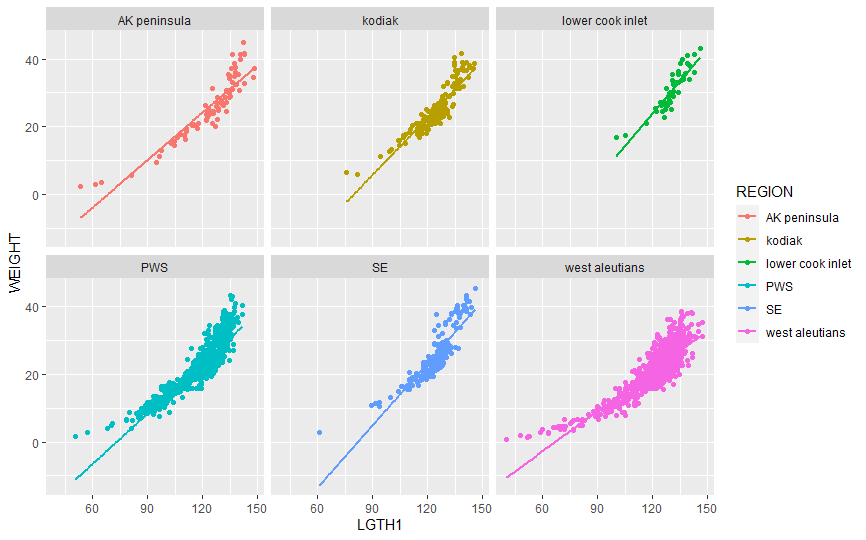 AK peninsula
kodiak
lower cook inlet
40
20
0
PWS
SE
west aleutians
40
20
0
60 90 120 150
60 90 120 150
60 90 120 150
LGTH1
WEIGHT
REGION
AK peninsula
kodiak
lower cook inlet
PWS
SE
west aleutians